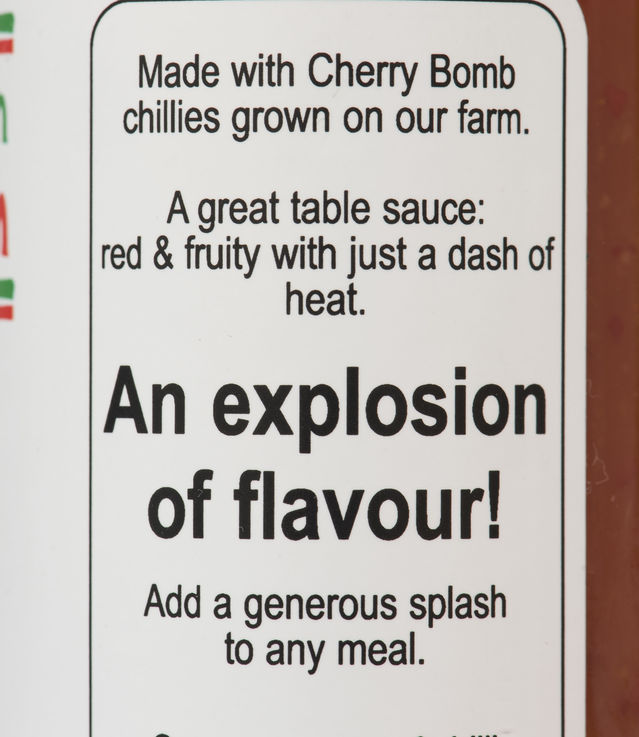 Made with Cherry Bomb
chillies grown on our farm.
A great table sauce:
red & fruity with just a dash of
heat.
An explosion
of flavour!
Add a generous splash
to any meal.